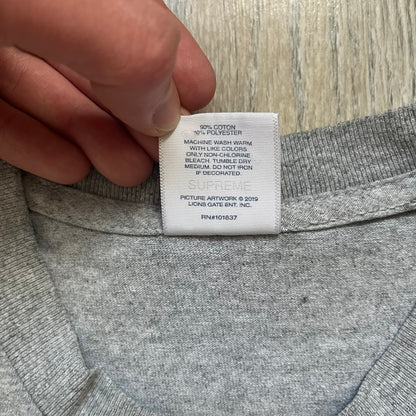 90% COTON
10% POLYESTER
MACHINE WASH WARM
WITH LIKE COLORS
ONLY NON-CHLORINE
BLEACH. TUMBLE DRY
MEDIUM. DO NOT IRON
IF DECORATED.
SUPREME
PICTURE ARTWORK © 2019
LIONS GATE ENT. INC.
RN#101837